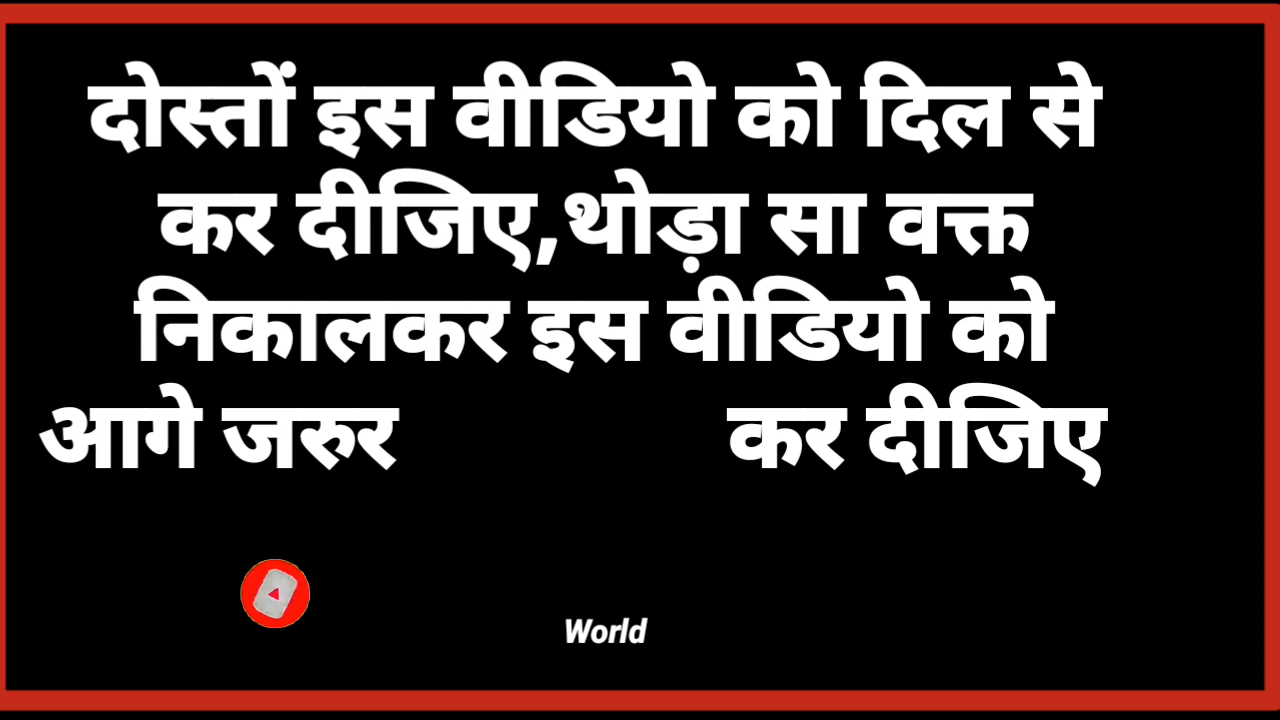 दोस्तों इस वीडियो को दिल से
कर दीजिए,थोड़ा सा वक्त
निकालकर इस वीडियो को
आगे जरुर कर दीजिए
World